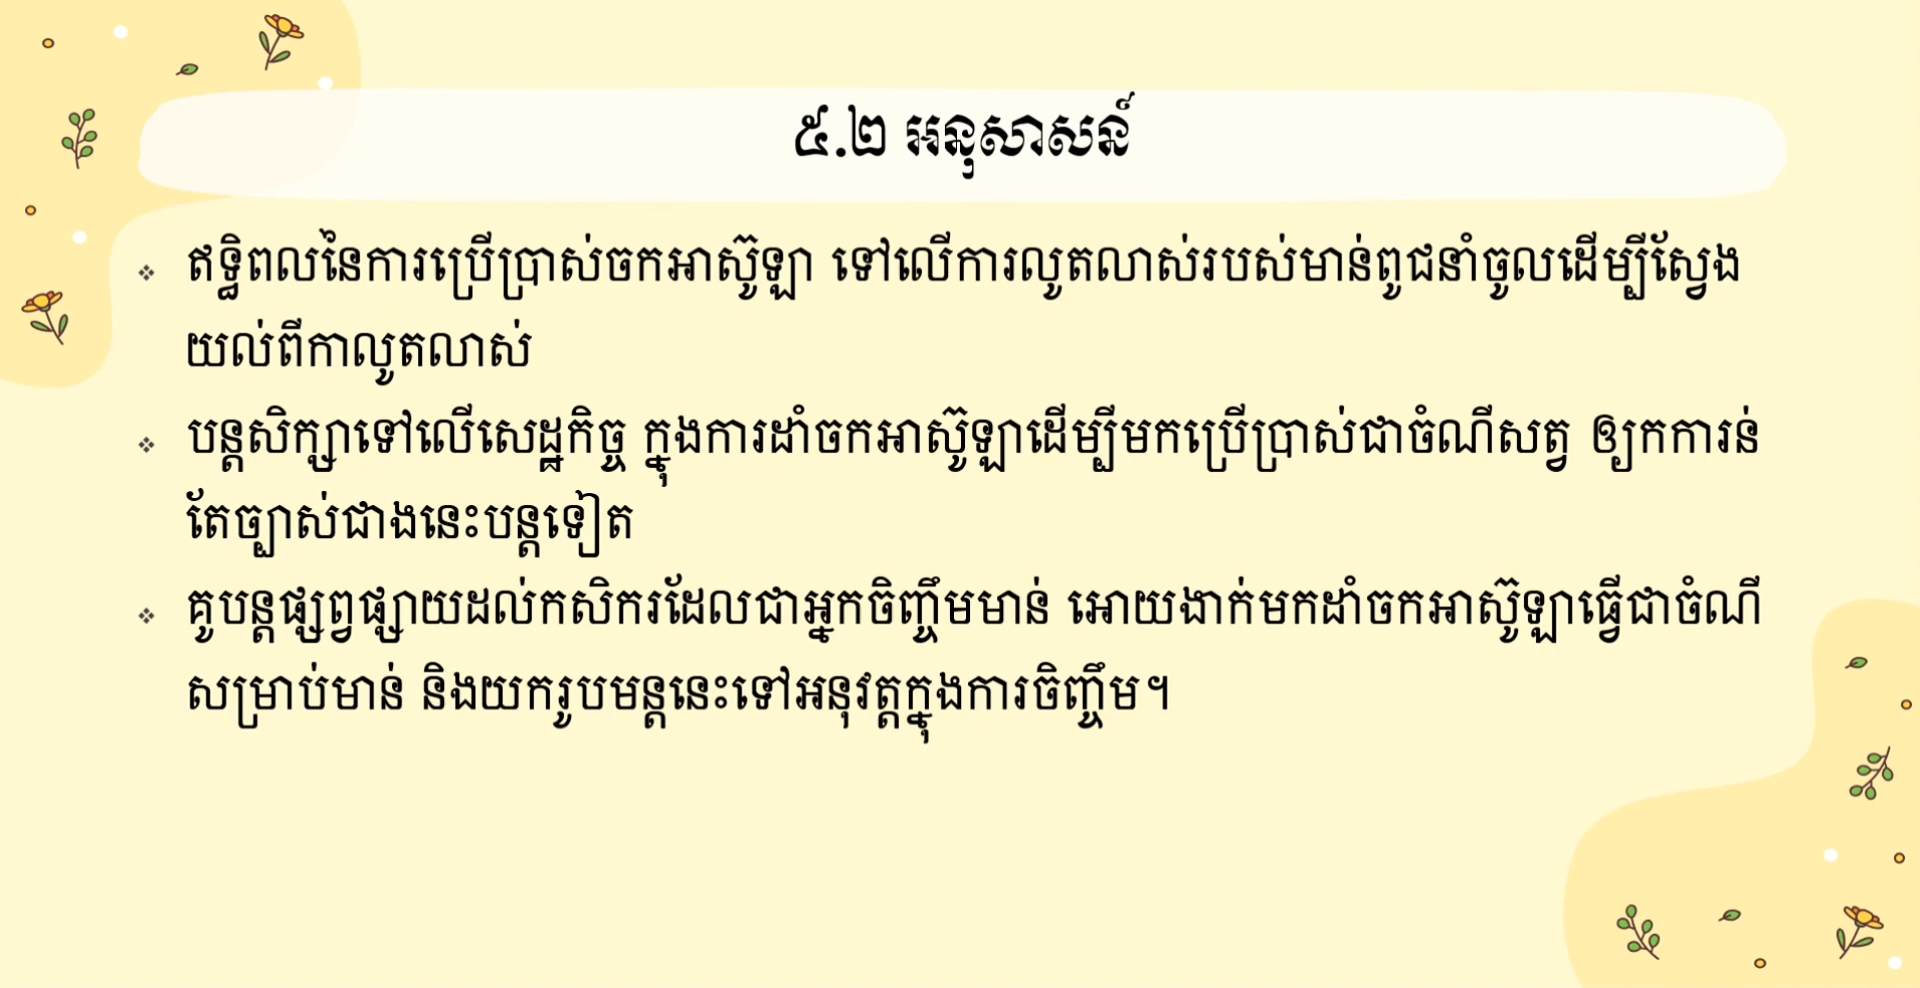 ៥.២ អនុសាសន៍
❖ ឥទ្ធិពលនៃការប្រើប្រាស់ចកអាស៊ូឡា ទៅលើការលូតលាស់របស់មាន់ពូជនាំចូលដើម្បីស្វែង
យល់ពីកាលូតលាស់
❖ បន្តសិក្សាទៅលើសេដ្ឋកិច្ច ក្នុងការដាំចកអាស៊ូឡាដើម្បីមកប្រើប្រាស់ជាចំណីសត្វ ឲ្យកការន់
តែច្បាស់ជាងនេះបន្តទៀត
❖ គូបន្តផ្សព្វផ្សាយដល់កសិករដែលជាអ្នកចិញ្ចឹមមាន់ អោយងាក់មកដាំចកអាស៊ូឡាធ្វើជាចំណី
សម្រាប់មាន់ និងយករូបមន្តនេះទៅអនុវត្តក្នុងការចិញ្ចឹម។